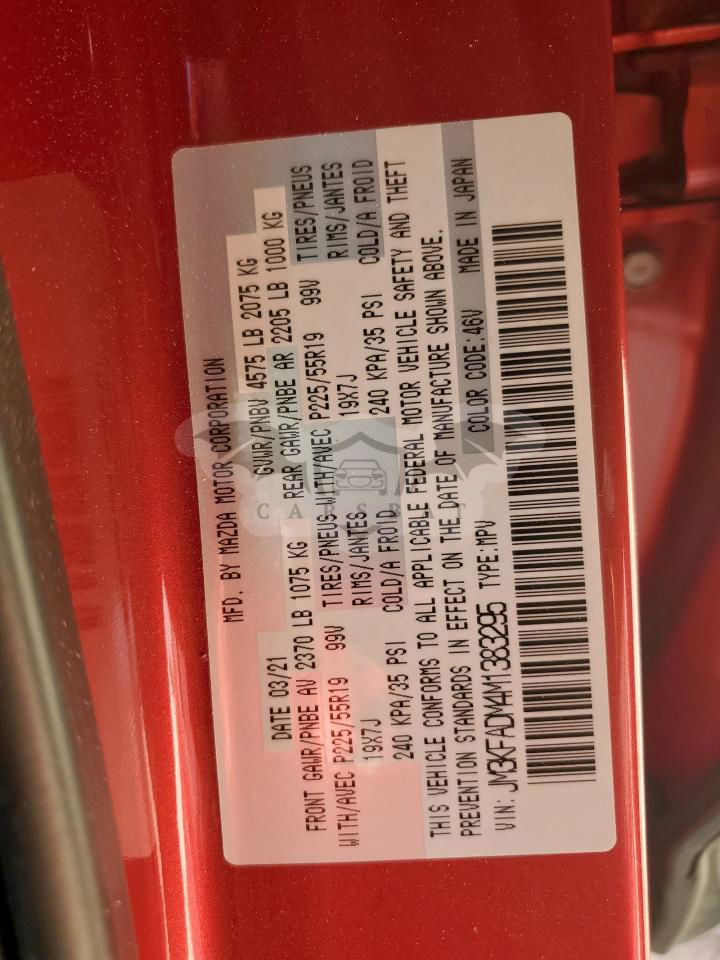 MFD. BY MAZDA MOTOR CORPORATION
DATE 03/21 GVWR/PNBV 4575 LB 2075 KG
FRONT GAWR/PNBE AV 2370 LB 1075 KG REAR GAWR/PNBE AR 2205 LB 1000 KG
WITH/AVEC P225/55R19 99V TIRES/PNEUS WITH/AVEC P225/55R19 99V TIRES/PNEUS
19X7J RIMS/JANTES 19X7J RIMS/JANTES
240 KPA/35 PSI COLD/A FROID 240 KPA/35 PSI COLD/A FROID
THIS VEHICLE CONFORMS TO ALL APPLICABLE FEDERAL MOTOR VEHICLE SAFETY AND THEFT
PREVENTION STANDARDS IN EFFECT ON THE DATE OF MANUFACTURE SHOWN ABOVE.
COLOR CODE:46V MADE IN JAPAN
VIN: JM3KFADM4M1383295 TYPE:MPV
CARSBAT